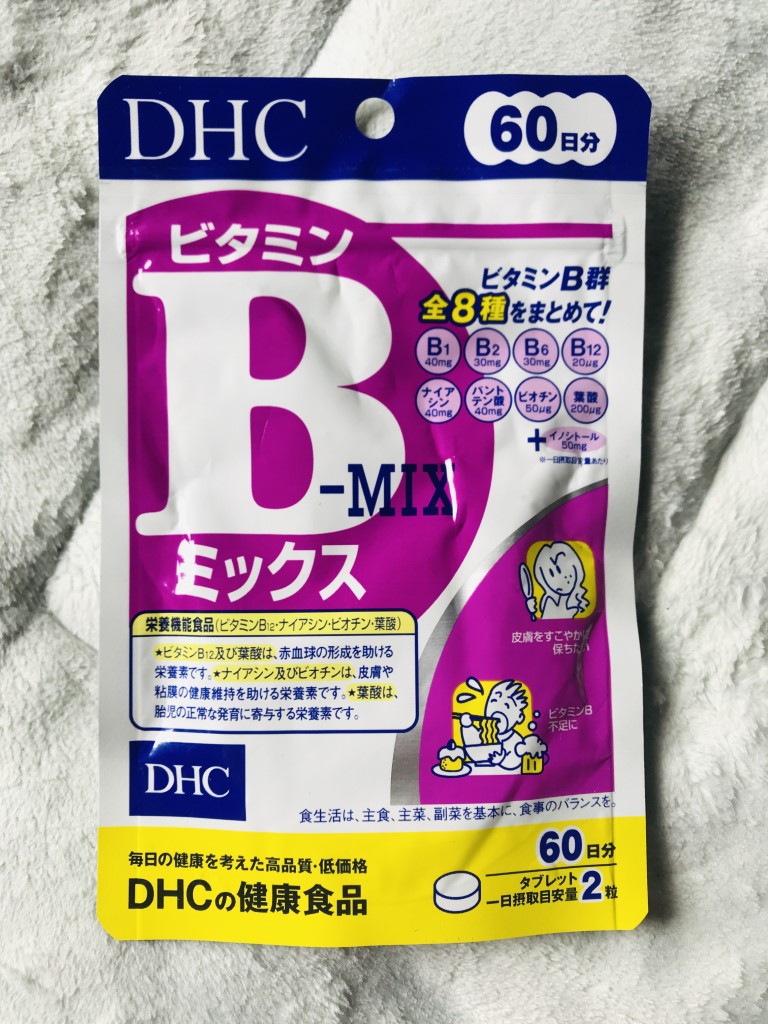 DHC
60日分
ビタミン
B
-MIX
ミックス
ビタミンB群
全8種をまとめて!
B1 40mg B2 30mg B6 30mg B12 20μg
ナイアシン 40mg パントテン酸 40mg ビオチン 50μg 葉酸 200μg
+イノシトール 50mg
※一日摂取目安量あたり
皮膚をすこやかに
保ちたい
ビタミンB
不足に
栄養機能食品(ビタミンB12・ナイアシン・ビオチン・葉酸)
★ビタミンB12及び葉酸は、赤血球の形成を助ける
栄養素です。★ナイアシン及びビオチンは、皮膚や
粘膜の健康維持を助ける栄養素です。★葉酸は、
胎児の正常な発育に寄与する栄養素です。
DHC
食生活は、主食、主菜、副菜を基本に、食事のバランスを。
毎日の健康を考えた高品質・低価格
DHCの健康食品
60日分
タブレット
一日摂取目安量2粒